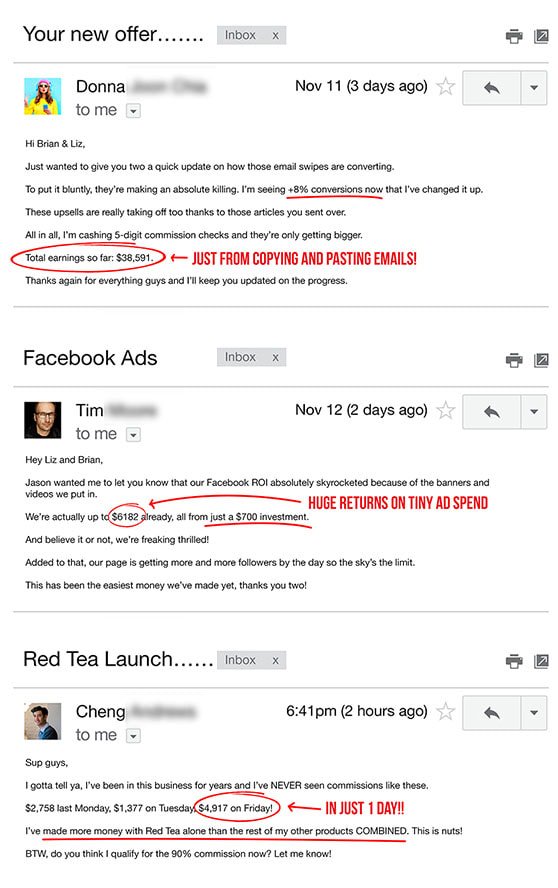 Your new offer……. Inbox x
Donna
Nov 11 (3 days ago)
to me
Hi Brian & Liz,
Just wanted to give you two a quick update on how those email swipes are converting.
To put it bluntly, they're making an absolute killing. I'm seeing +8% conversions now that I've changed it up.
These upsells are really taking off too thanks to those articles you sent over.
All in all, I'm cashing 5-digit commission checks and they're only getting bigger.
Total earnings so far: $38,591. JUST FROM COPYING AND PASTING EMAILS!
Thanks again for everything guys and I'll keep you updated on the progress.
Facebook Ads Inbox x
Tim
Nov 12 (2 days ago)
to me
Hey Liz and Brian,
Jason wanted me to let you know that our Facebook ROI absolutely skyrocketed because of the banners and
videos we put in.
HUGE RETURNS ON TINY AD SPEND
We're actually up to $6182 already, all from just a $700 investment.
And believe it or not, we're freaking thrilled!
Added to that, our page is getting more and more followers by the day so the sky's the limit.
This has been the easiest money we've made yet, thanks you two!
Red Tea Launch…… Inbox x
Cheng
6:41pm (2 hours ago)
to me
Sup guys,
I gotta tell ya, I've been in this business for years and I've NEVER seen commissions like these.
$2,758 last Monday, $1,377 on Tuesday, $4,917 on Friday! IN JUST 1 DAY!!
I've made more money with Red Tea alone than the rest of my other products COMBINED. This is nuts!
BTW, do you think I qualify for the 90% commission now? Let me know!